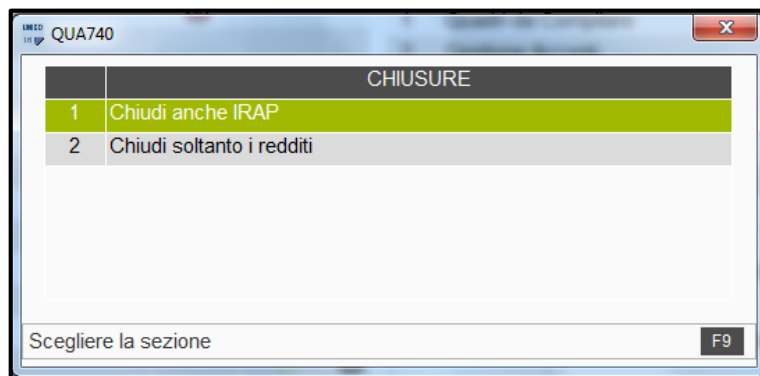 QUA740
CHIUSURE
1 Chiudi anche IRAP
2 Chiudi soltanto i redditi
Scegliere la sezione
F9